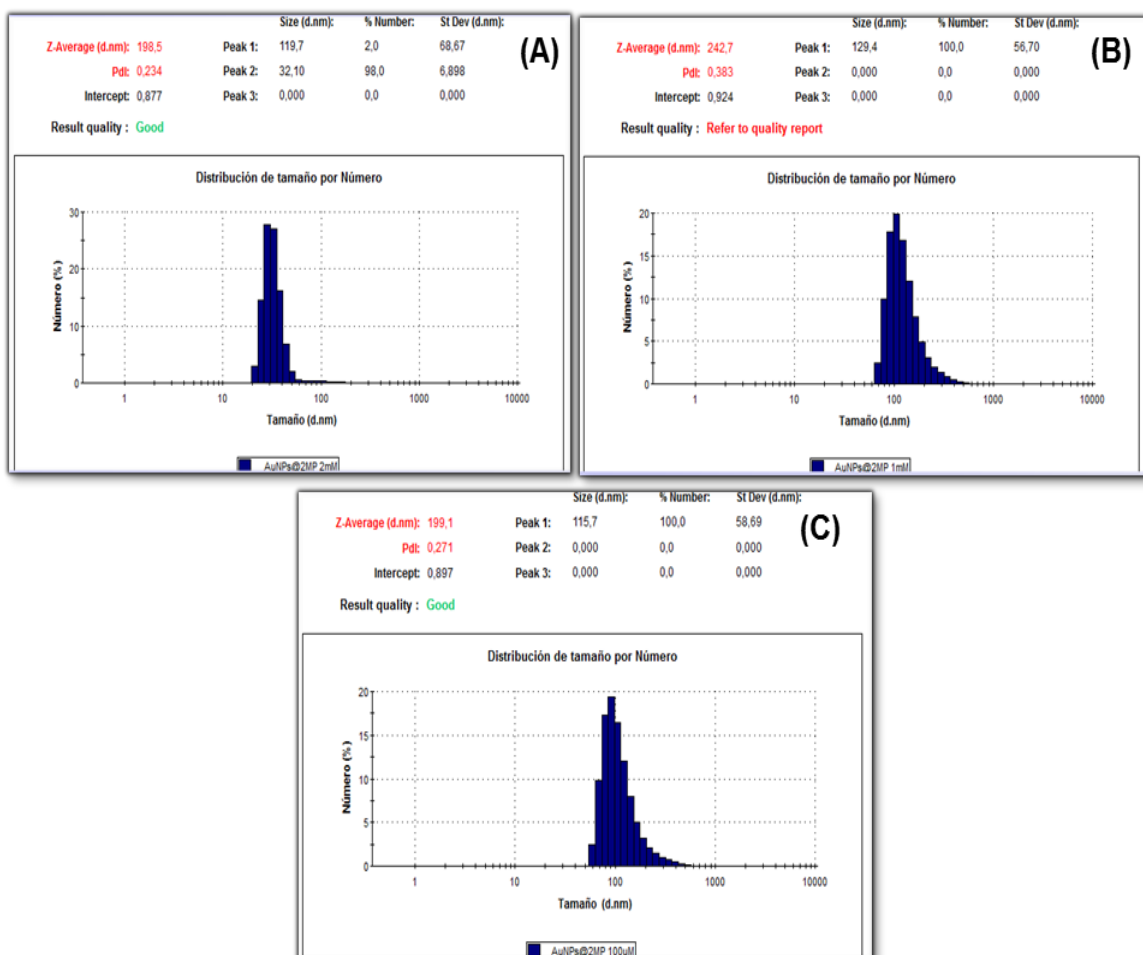 Size (d.nm): % Number: St Dev (d.nm):
Z-Average (d.nm): 198,5 Peak 1: 119,7 2,0 68,67
(A)
PdI: 0,234 Peak 2: 32,10 98,0 6,898
Intercept: 0,877 Peak 3: 0,000 0,0 0,000
Result quality : Good
Distribución de tamaño por Número
Número (%)
30
20
10
0
1 10 100 1000 10000
Tamaño (d.nm)
AuNPs@2MP 2mM
Size (d.nm): % Number: St Dev (d.nm):
Z-Average (d.nm): 242,7 Peak 1: 129,4 100,0 56,70
(B)
PdI: 0,383 Peak 2: 0,000 0,0 0,000
Intercept: 0,924 Peak 3: 0,000 0,0 0,000
Result quality : Refer to quality report
Distribución de tamaño por Número
Número (%)
20
15
10
5
0
1 10 100 1000 10000
Tamaño (d.nm)
AuNPs@2MP 1mM
Size (d.nm): % Number: St Dev (d.nm):
Z-Average (d.nm): 199,1 Peak 1: 115,7 100,0 58,69
(C)
PdI: 0,271 Peak 2: 0,000 0,0 0,000
Intercept: 0,897 Peak 3: 0,000 0,0 0,000
Result quality : Good
Distribución de tamaño por Número
Número (%)
20
15
10
5
0
1 10 100 1000 10000
Tamaño (d.nm)
AuNPs@2MP 100uM